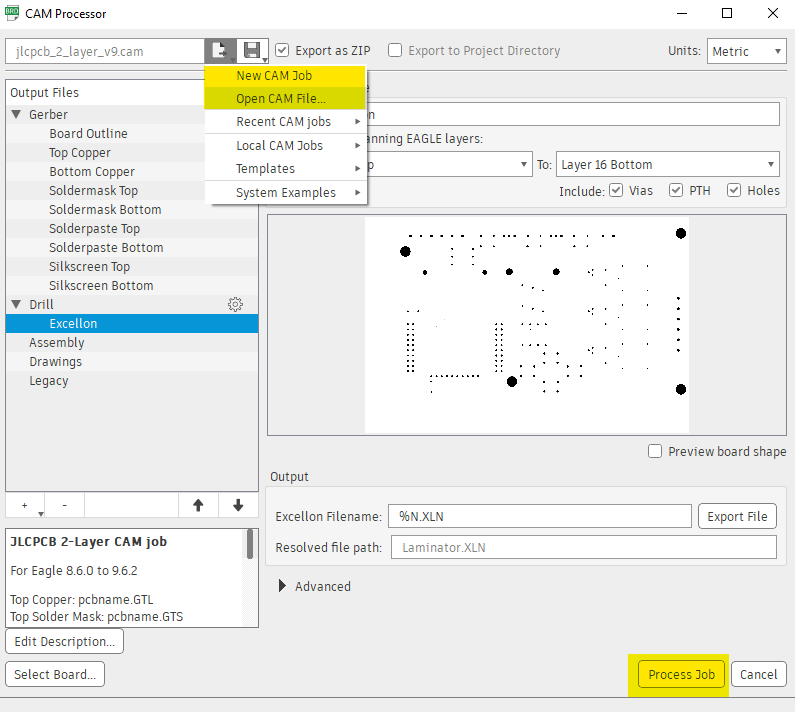 BRD
CAM Processor
jlcpcb_2_layer_v9.cam
Export as ZIP
Export to Project Directory
Units:
Metric
New CAM Job
Open CAM File...
Recent CAM jobs
Local CAM Jobs
Templates
System Examples
Output Files
Gerber
Board Outline
Top Copper
Bottom Copper
Soldermask Top
Soldermask Bottom
Solderpaste Top
Solderpaste Bottom
Silkscreen Top
Silkscreen Bottom
Drill
Excellon
Assembly
Drawings
Legacy
+
-
JLCPCB 2-Layer CAM job
For Eagle 8.6.0 to 9.6.2
Top Copper: pcbname.GTL
Top Solder Mask: pcbname.GTS
Edit Description...
Select Board...
e
n
anning EAGLE layers:
p
To:
Layer 16 Bottom
Include:
Vias
PTH
Holes
Preview board shape
Output
Excellon Filename:
%N.XLN
Export File
Resolved file path:
Laminator.XLN
Advanced
Process Job
Cancel